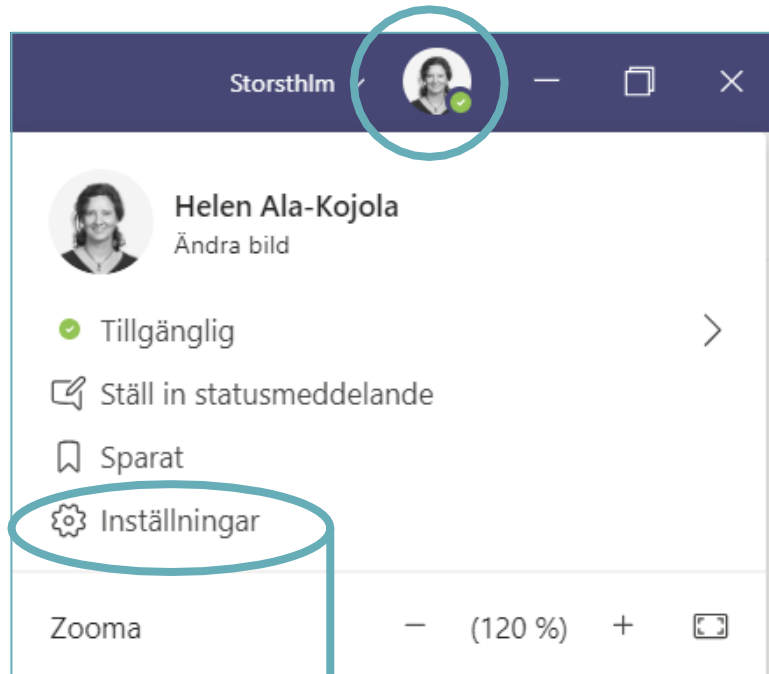 Storsthlm
Helen Ala-Kojola
Ändra bild
Tillgänglig
Ställ in statusmeddelande
Sparat
Inställningar
Zooma − (120 %) +